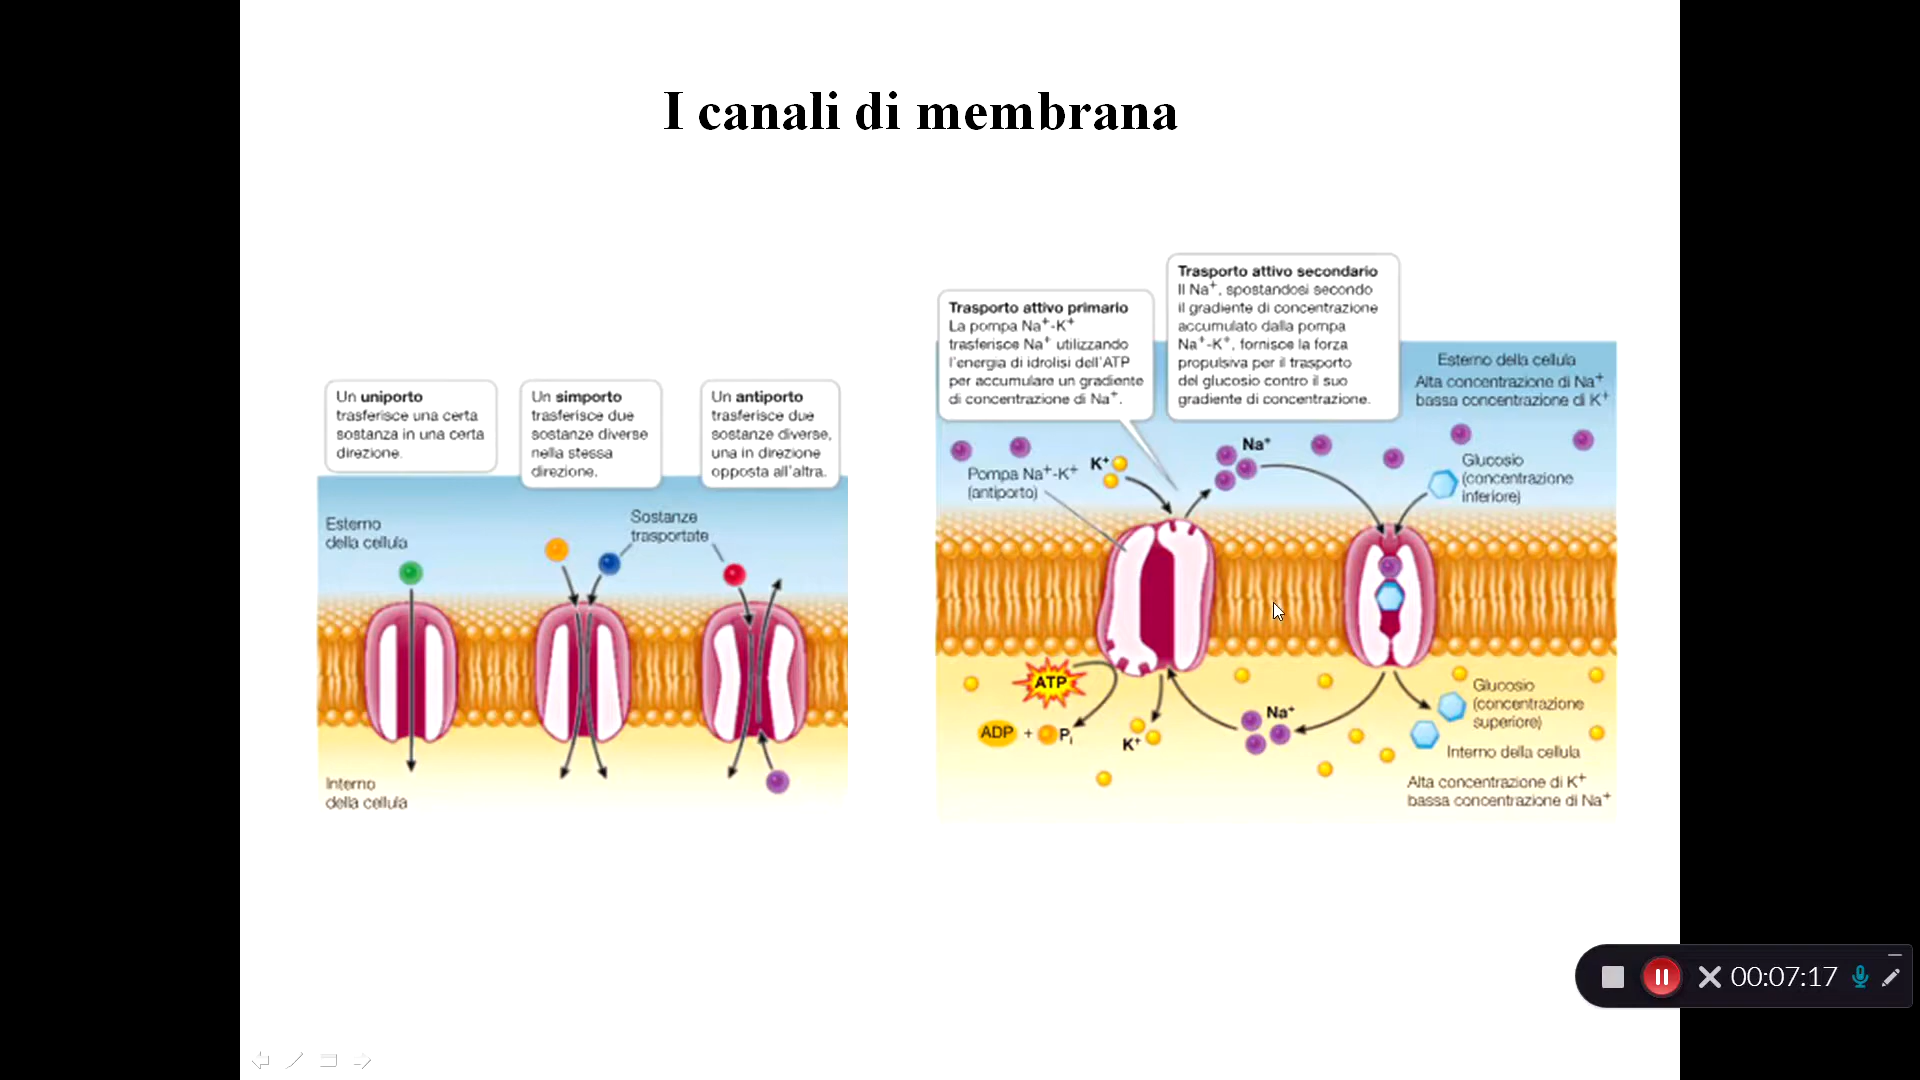 I canali di membrana
Un uniporto
trasferisce una certa
sostanza in una certa
direzione.
Un simporto
trasferisce due
sostanze diverse
nella stessa
direzione.
Un antiporto
trasferisce due
sostanze diverse,
una in direzione
opposta all'altra.
Esterno
della cellula
Sostanze
trasportate
Interno
della cellula
Trasporto attivo primario
La pompa Na⁺-K⁺
trasferisce Na⁺ utilizzando
l'energia di idrolisi dell'ATP
per accumulare un gradiente
di concentrazione di Na⁺.
Trasporto attivo secondario
Il Na⁺, spostandosi secondo
il gradiente di concentrazione
accumulato dalla pompa
Na⁺-K⁺, fornisce la forza
propulsiva per il trasporto
del glucosio contro il suo
gradiente di concentrazione.
Esterno della cellula
Alta concentrazione di Na⁺
bassa concentrazione di K⁺
Pompa Na⁺-K⁺
(antiporto)
K⁺
Na⁺
Glucosio
(concentrazione
inferiore)
ATP
ADP + Pi
K⁺
Na⁺
Glucosio
(concentrazione
superiore)
Interno della cellula
Alta concentrazione di K⁺
bassa concentrazione di Na⁺
00:07:17